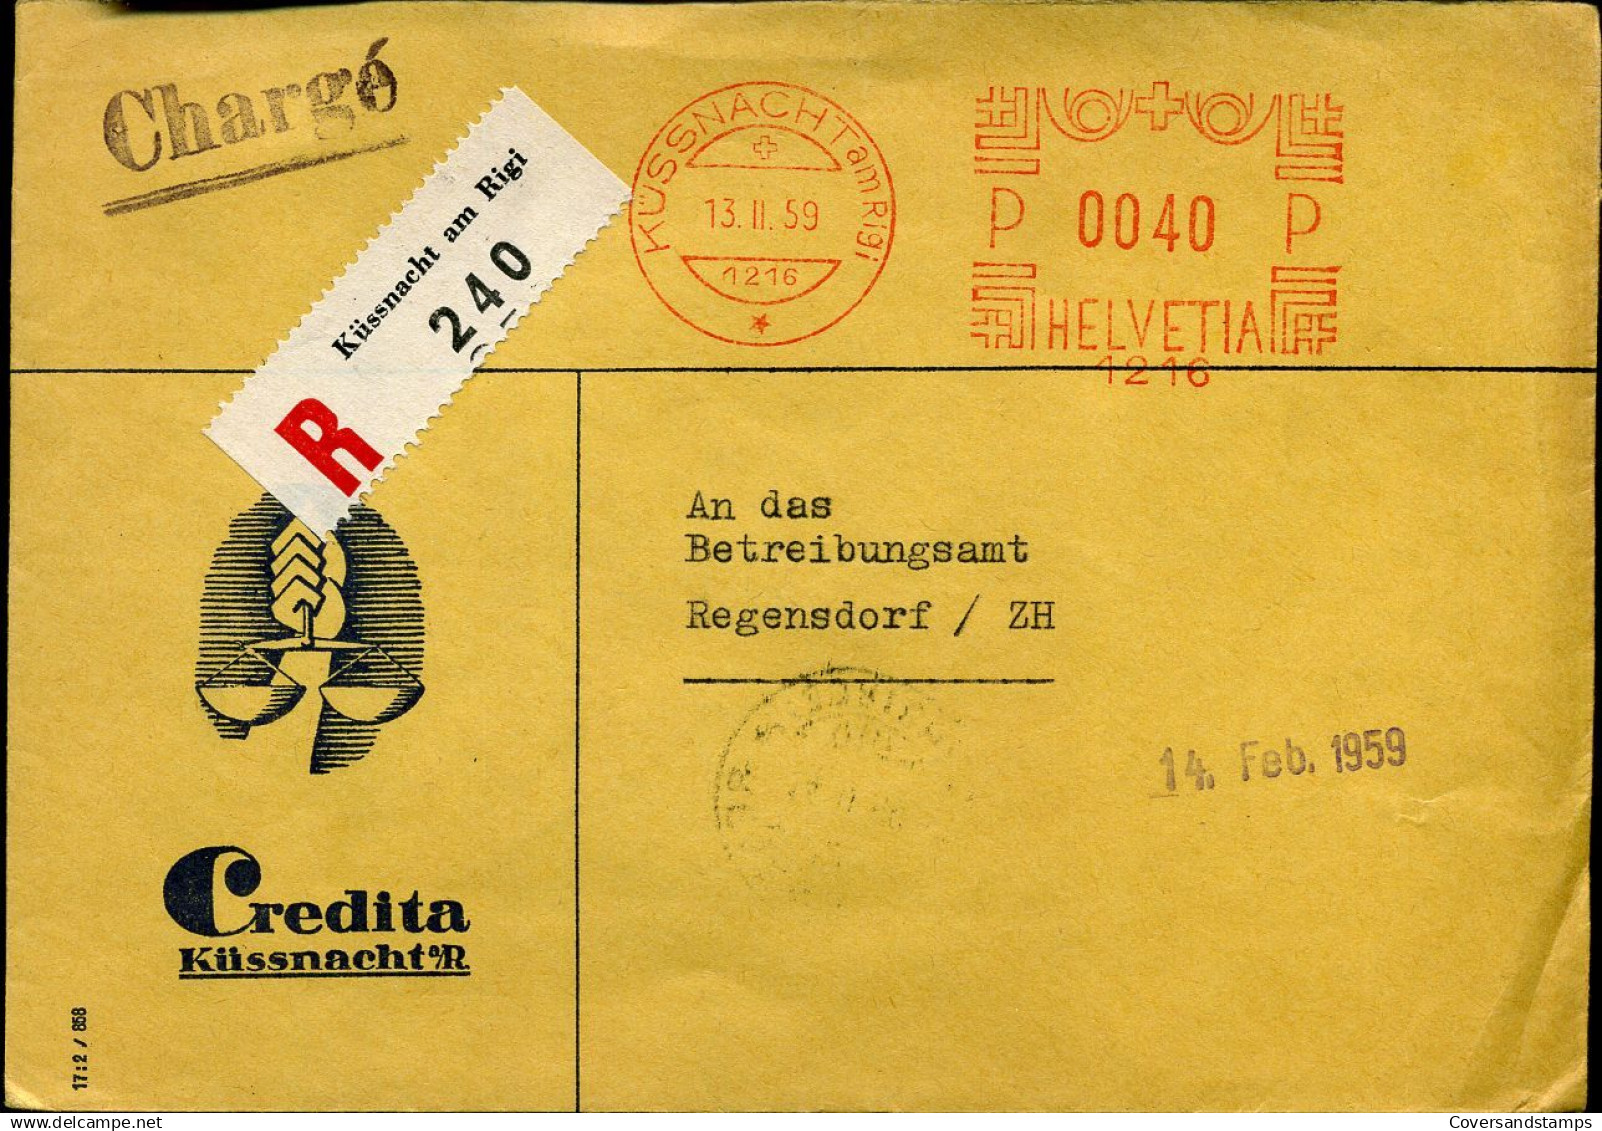 Chargé
Küssnacht am Rigi
240
R
KÜSSNACHT am Rigi
13. II. 59
1216
P 0040 P
HELVETIA
1216
An das
Betreibungsamt
Regensdorf / ZH
14. Feb. 1959
Credita
Küssnacht a/R.
17:2 / 858
Coversandstamps